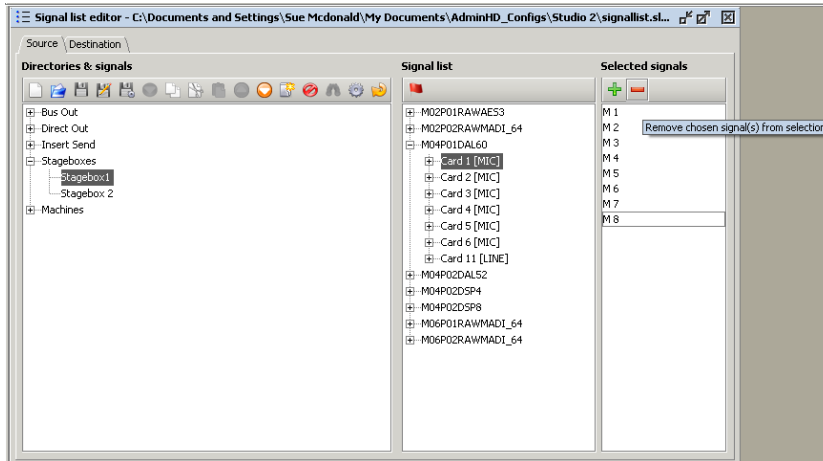 Signal list editor - C:\Documents and Settings\Sue Mcdonald\My Documents\AdminHD_Configs\Studio 2\signallist.sl...
Source \ Destination \
Directories & signals
Bus Out
Direct Out
Insert Send
Stageboxes
Stagebox1
Stagebox 2
Machines
Signal list
M02P01RAWAES3
M02P02RAWMADI_64
M04P01DAL60
Card 1 [MIC]
Card 2 [MIC]
Card 3 [MIC]
Card 4 [MIC]
Card 5 [MIC]
Card 6 [MIC]
Card 11 [LINE]
M04P02DAL52
M04P02DSP4
M04P02DSP8
M06P01RAWMADI_64
M06P02RAWMADI_64
Selected signals
M 1
M 2
Remove chosen signal(s) from selection
M 3
M 4
M 5
M 6
M 7
M 8